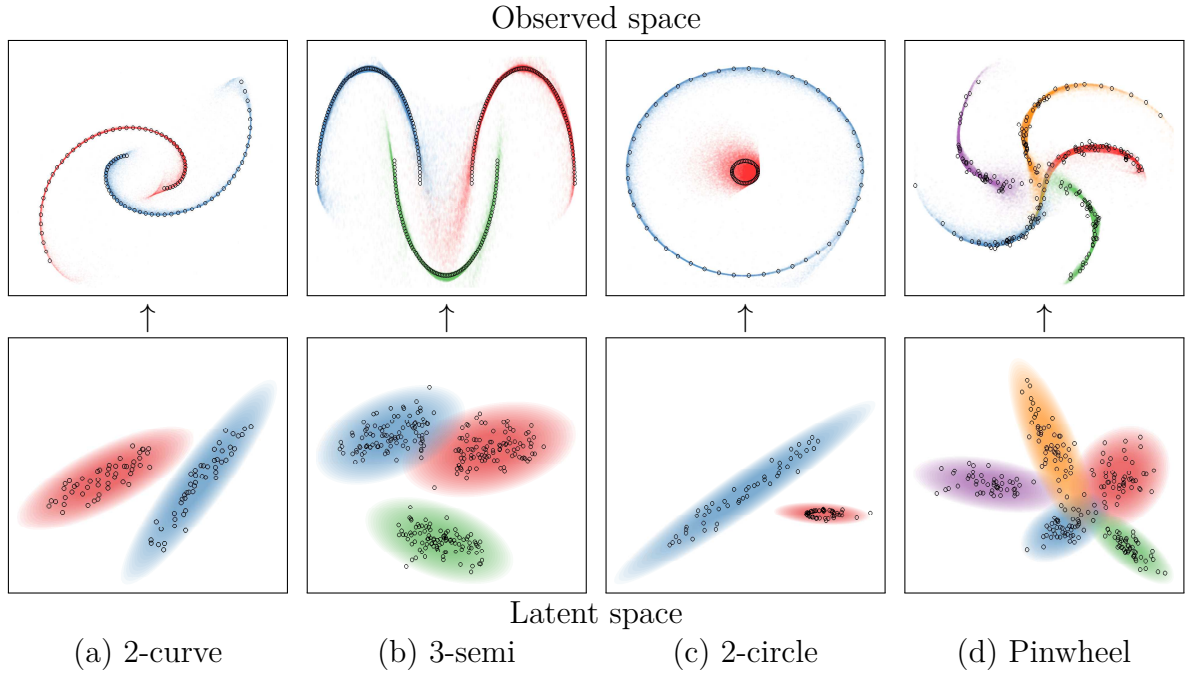 Observed space
↑ ↑ ↑ ↑
Latent space
(a) 2-curve
(b) 3-semi
(c) 2-circle
(d) Pinwheel